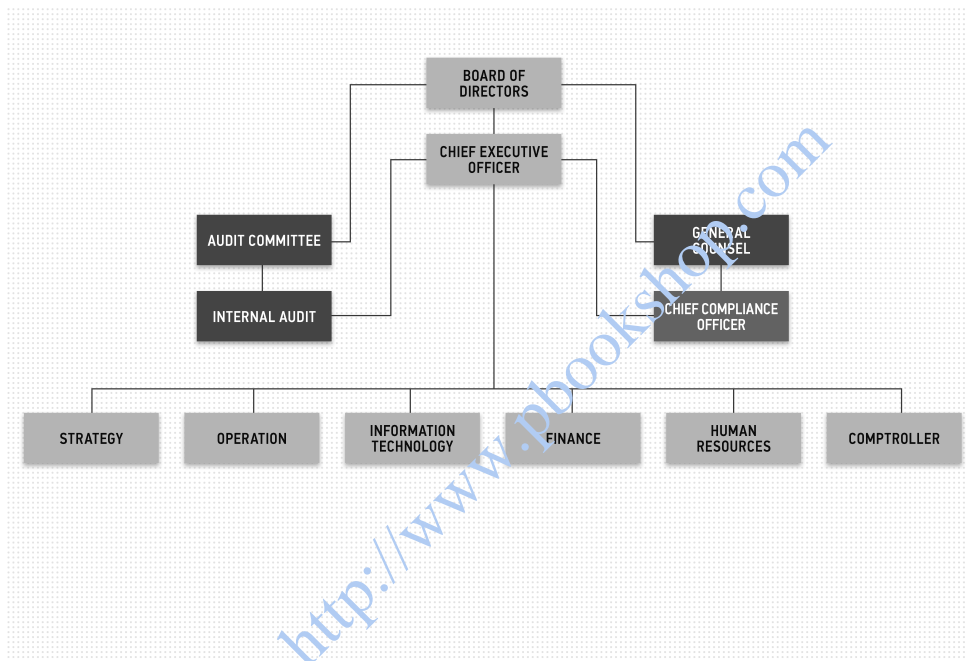 BOARD OF
DIRECTORS
CHIEF EXECUTIVE
OFFICER
AUDIT COMMITTEE
GENERAL
COUNSEL
INTERNAL AUDIT
CHIEF COMPLIANCE
OFFICER
STRATEGY
OPERATION
INFORMATION
TECHNOLOGY
FINANCE
HUMAN
RESOURCES
COMPTROLLER
http://www.pbookshop.com